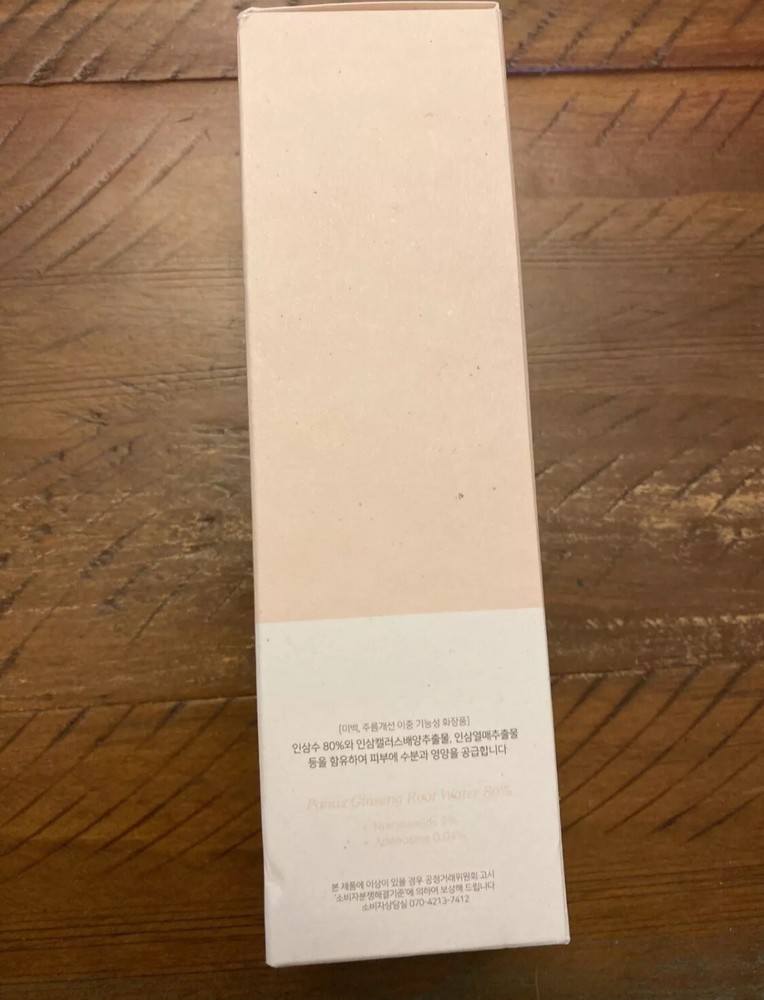 [미백, 주름개선 이중 기능성 화장품]
인삼수 80%와 인삼캘러스배양추출물, 인삼열매추출물
등을 함유하여 피부에 수분과 영양을 공급합니다
Panax Ginseng Root Water 80%
+ Niacinamide 2%
+ Adenosine 0.04%
본 제품에 이상이 있을 경우 공정거래위원회 고시
'소비자분쟁해결기준'에 의하여 보상해 드립니다
소비자상담실 070-4213-7412